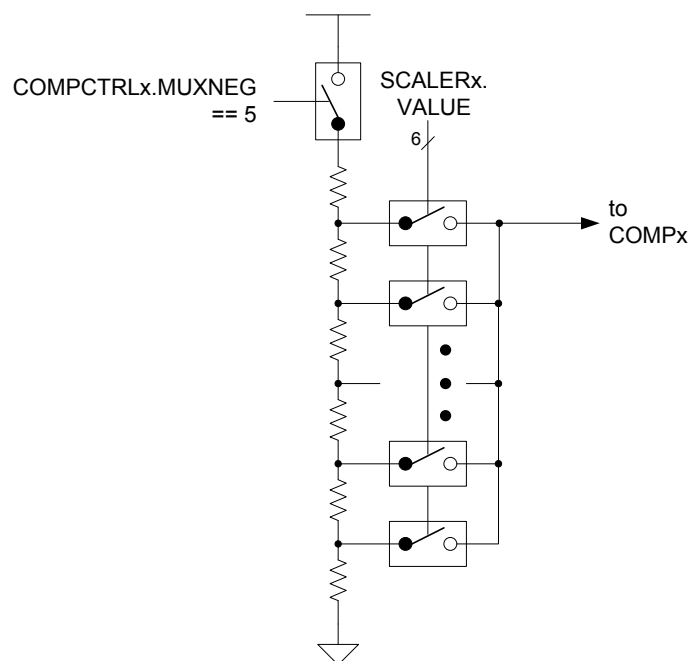 COMPCTRLx.MUXNEG
== 5
SCALERx.
VALUE
6
to
COMPx